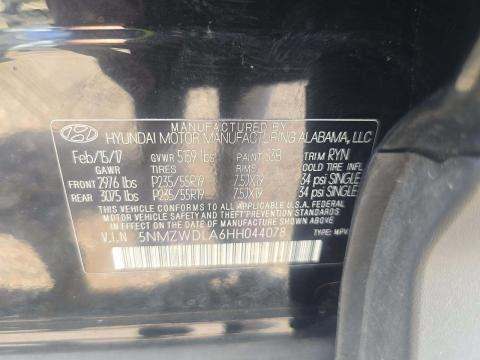 MANUFACTURED BY
HYUNDAI MOTOR MANUFACTURING ALABAMA, LLC
Feb/15/17 GVWR 5169 lbs PAINT S3B TRIM RYN
GAWR TIRES RIMS COLD TIRE INFL
FRONT 2976 lbs P235/55R19 7.5JX19 34 psi SINGLE
REAR 3075 lbs P235/55R19 7.5JX19 34 psi SINGLE
THIS VEHICLE CONFORMS TO ALL APPLICABLE FEDERAL
MOTOR VEHICLE SAFETY AND THEFT PREVENTION STANDARDS
IN EFFECT ON THE DATE OF MANUFACTURE SHOWN ABOVE.
V.I.N 5NMZWDLA6HH044078 TYPE: MPV